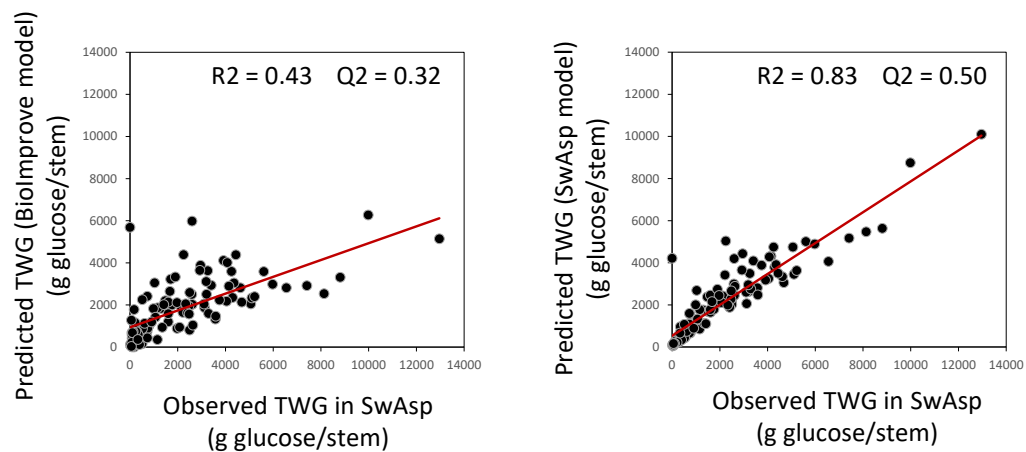 Predicted TWG (BioImprove model)
(g glucose/stem)
14000
12000
10000
8000
6000
4000
2000
0
R2 = 0.43 Q2 = 0.32
0 2000 4000 6000 8000 10000 12000 14000
Observed TWG in SwAsp
(g glucose/stem)
Predicted TWG (SwAsp model)
(g glucose/stem)
14000
12000
10000
8000
6000
4000
2000
0
R2 = 0.83 Q2 = 0.50
0 2000 4000 6000 8000 10000 12000 14000
Observed TWG in SwAsp
(g glucose/stem)